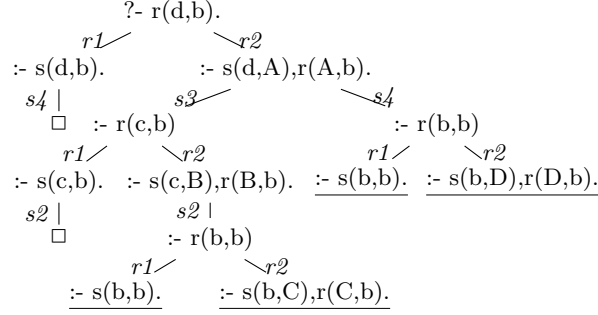 ?- r(d,b).
r1 r2
:- s(d,b). :- s(d,A),r(A,b).
s4 s3 s4
□ :- r(c,b) :- r(b,b)
r1 r2 r1 r2
:- s(c,b). :- s(c,B),r(B,b). :- s(b,b). :- s(b,D),r(D,b).
s2 s2
□ :- r(b,b)
r1 r2
:- s(b,b). :- s(b,C),r(C,b).